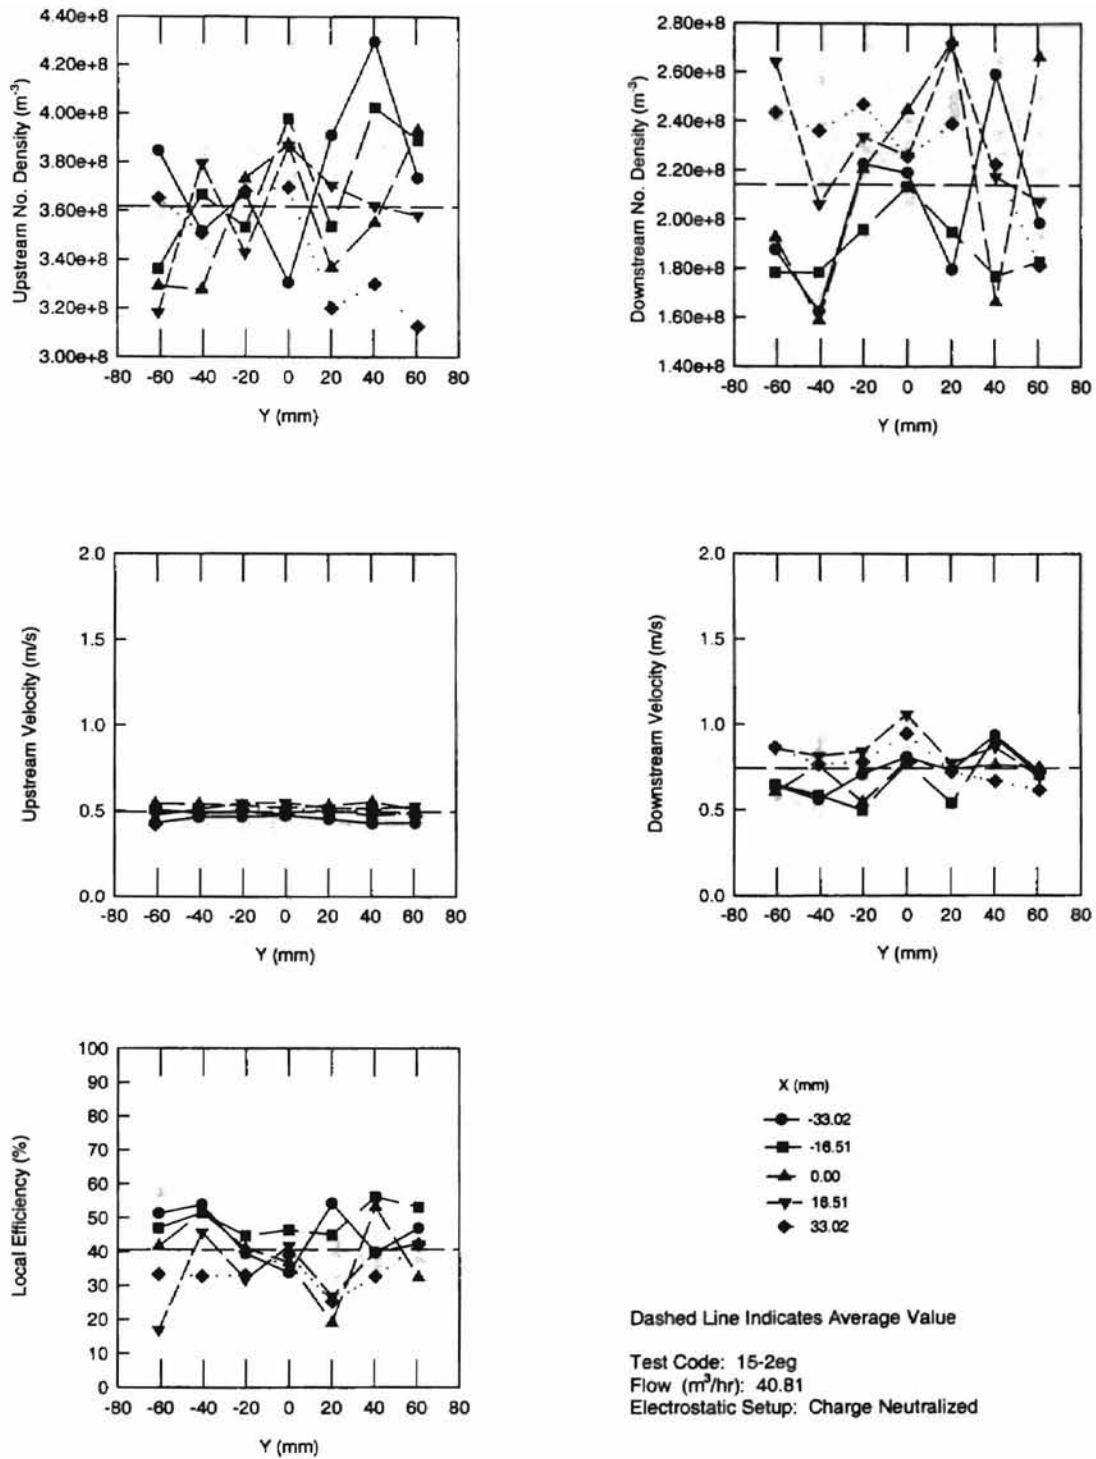 4.40e+8
4.20e+8
4.00e+8
3.80e+8
3.60e+8
3.40e+8
3.20e+8
3.00e+8
Upstream No. Density (m⁻³)
-80 -60 -40 -20 0 20 40 60 80
Y (mm)
2.80e+8
2.60e+8
2.40e+8
2.20e+8
2.00e+8
1.80e+8
1.60e+8
1.40e+8
Downstream No. Density (m⁻³)
-80 -60 -40 -20 0 20 40 60 80
Y (mm)
2.0
1.5
1.0
0.5
0.0
Upstream Velocity (m/s)
-80 -60 -40 -20 0 20 40 60 80
Y (mm)
2.0
1.5
1.0
0.5
0.0
Downstream Velocity (m/s)
-80 -60 -40 -20 0 20 40 60 80
Y (mm)
100
90
80
70
60
50
40
30
20
10
0
Local Efficiency (%)
-80 -60 -40 -20 0 20 40 60 80
Y (mm)
X (mm)
-33.02
-16.51
0.00
16.51
33.02
Dashed Line Indicates Average Value
Test Code: 15-2eg
Flow (m³/hr): 40.81
Electrostatic Setup: Charge Neutralized